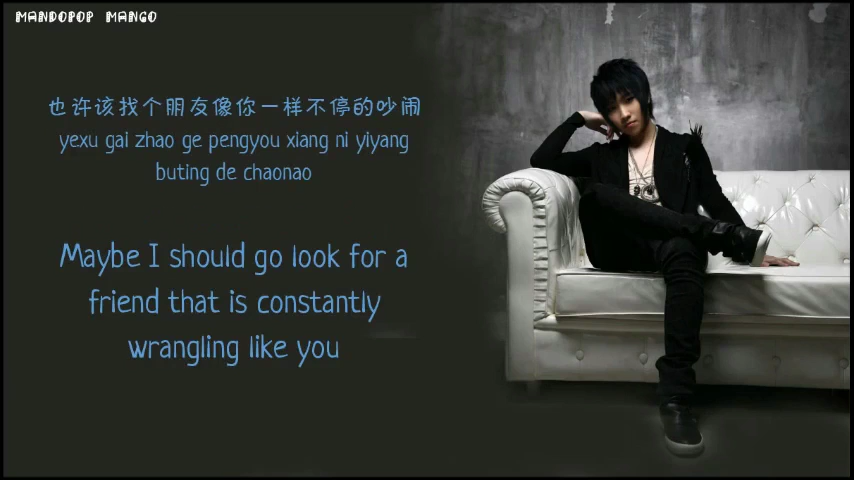 MANDOPOP MANGO
也许该找个朋友像你一样不停的吵闹
yexu gai zhao ge pengyou xiang ni yiyang
buting de chaonao
Maybe I should go look for a
friend that is constantly
wrangling like you